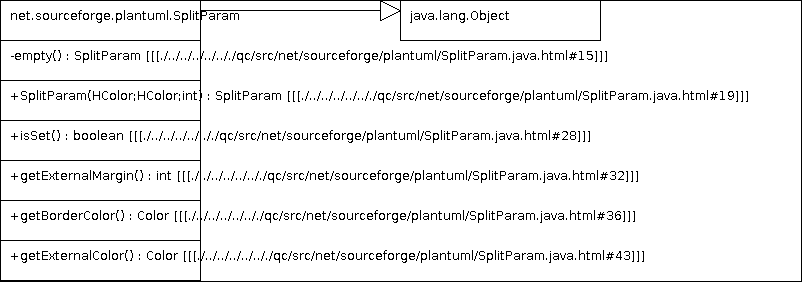 net.sourceforge.plantuml.SplitParam
java.lang.Object
-empty() : SplitParam [[[./../../../../../qc/src/net/sourceforge/plantuml/SplitParam.java.html#15]]]
+SplitParam(HColor;HColor;int) : SplitParam [[[./../../../../../qc/src/net/sourceforge/plantuml/SplitParam.java.html#19]]]
+isSet() : boolean [[[./../../../../../qc/src/net/sourceforge/plantuml/SplitParam.java.html#28]]]
+getExternalMargin() : int [[[./../../../../../qc/src/net/sourceforge/plantuml/SplitParam.java.html#32]]]
+getBorderColor() : Color [[[./../../../../../qc/src/net/sourceforge/plantuml/SplitParam.java.html#36]]]
+getExternalColor() : Color [[[./../../../../../qc/src/net/sourceforge/plantuml/SplitParam.java.html#43]]]